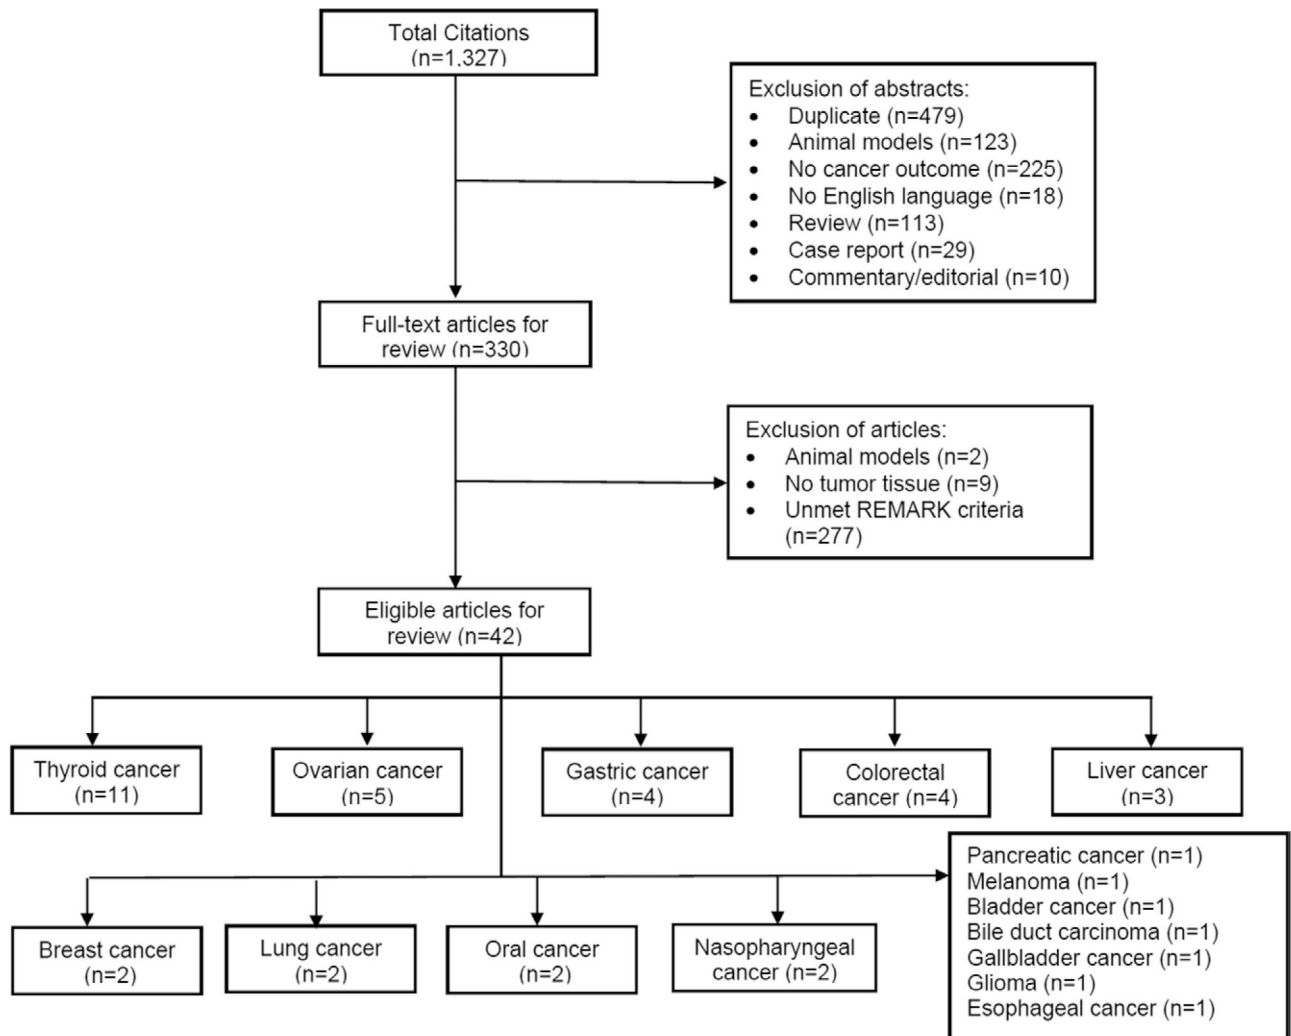 Total Citations
(n=1,327)
Exclusion of abstracts:
• Duplicate (n=479)
• Animal models (n=123)
• No cancer outcome (n=225)
• No English language (n=18)
• Review (n=113)
• Case report (n=29)
• Commentary/editorial (n=10)
Full-text articles for
review (n=330)
Exclusion of articles:
• Animal models (n=2)
• No tumor tissue (n=9)
• Unmet REMARK criteria
(n=277)
Eligible articles for
review (n=42)
Thyroid cancer
(n=11)
Ovarian cancer
(n=5)
Gastric cancer
(n=4)
Colorectal
cancer (n=4)
Liver cancer
(n=3)
Breast cancer
(n=2)
Lung cancer
(n=2)
Oral cancer
(n=2)
Nasopharyngeal
cancer (n=2)
Pancreatic cancer (n=1)
Melanoma (n=1)
Bladder cancer (n=1)
Bile duct carcinoma (n=1)
Gallbladder cancer (n=1)
Glioma (n=1)
Esophageal cancer (n=1)